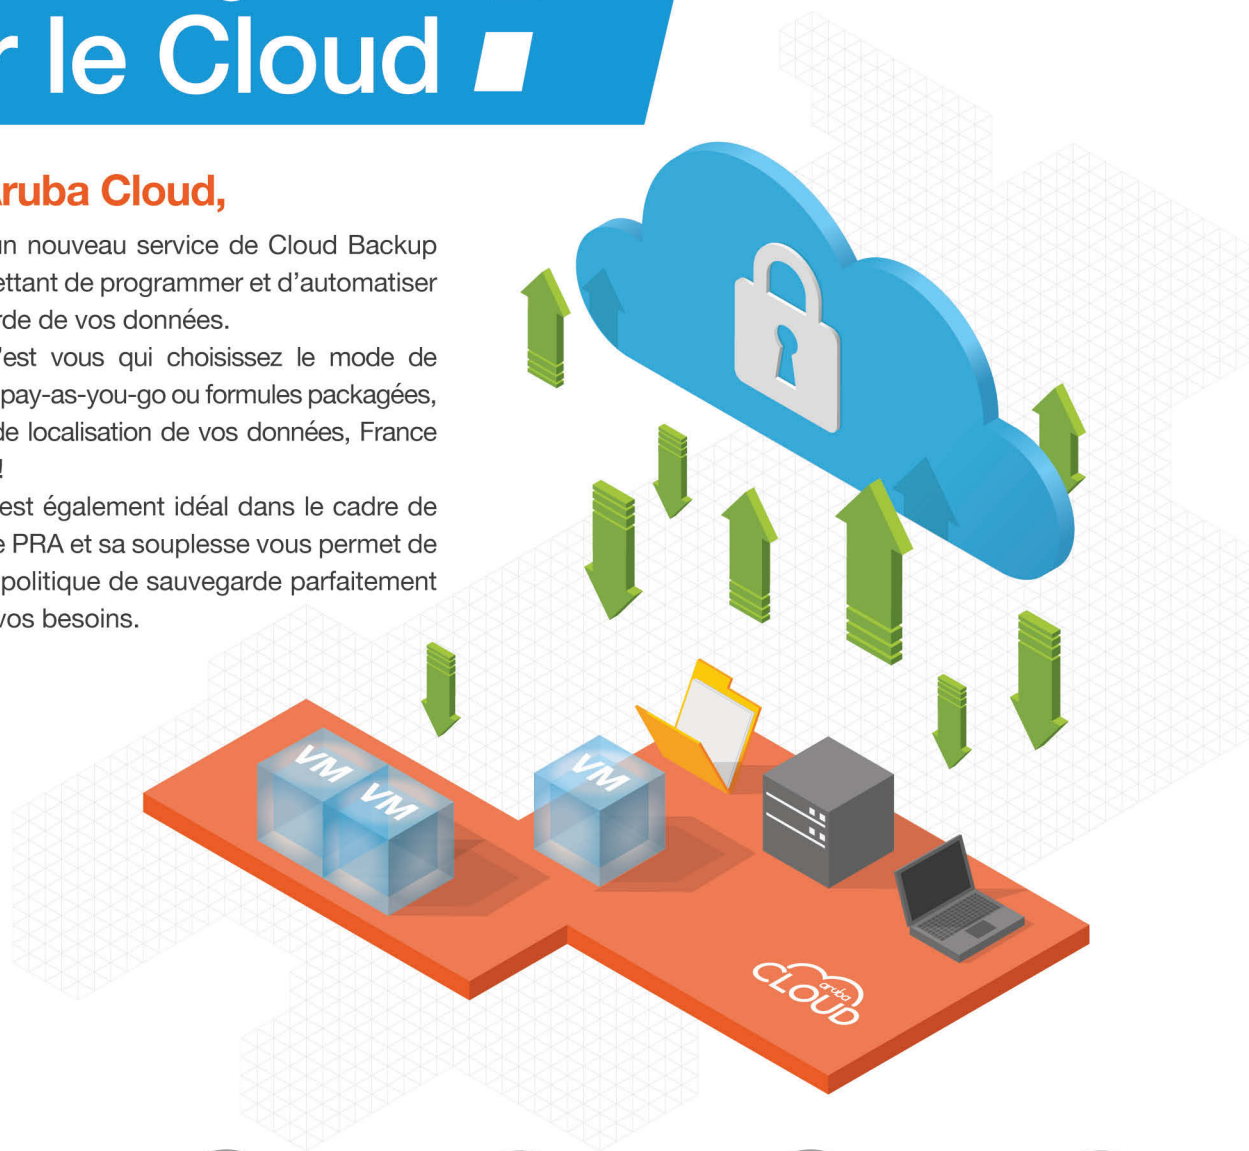 r le Cloud
ruba Cloud,
un nouveau service de Cloud Backup
ettant de programmer et d'automatiser
rde de vos données.
'est vous qui choisissez le mode de
pay-as-you-go ou formules packagées,
de localisation de vos données, France
!
est également idéal dans le cadre de
e PRA et sa souplesse vous permet de
politique de sauvegarde parfaitement
vos besoins.
VM
VM
VM
aruba
CLOUD